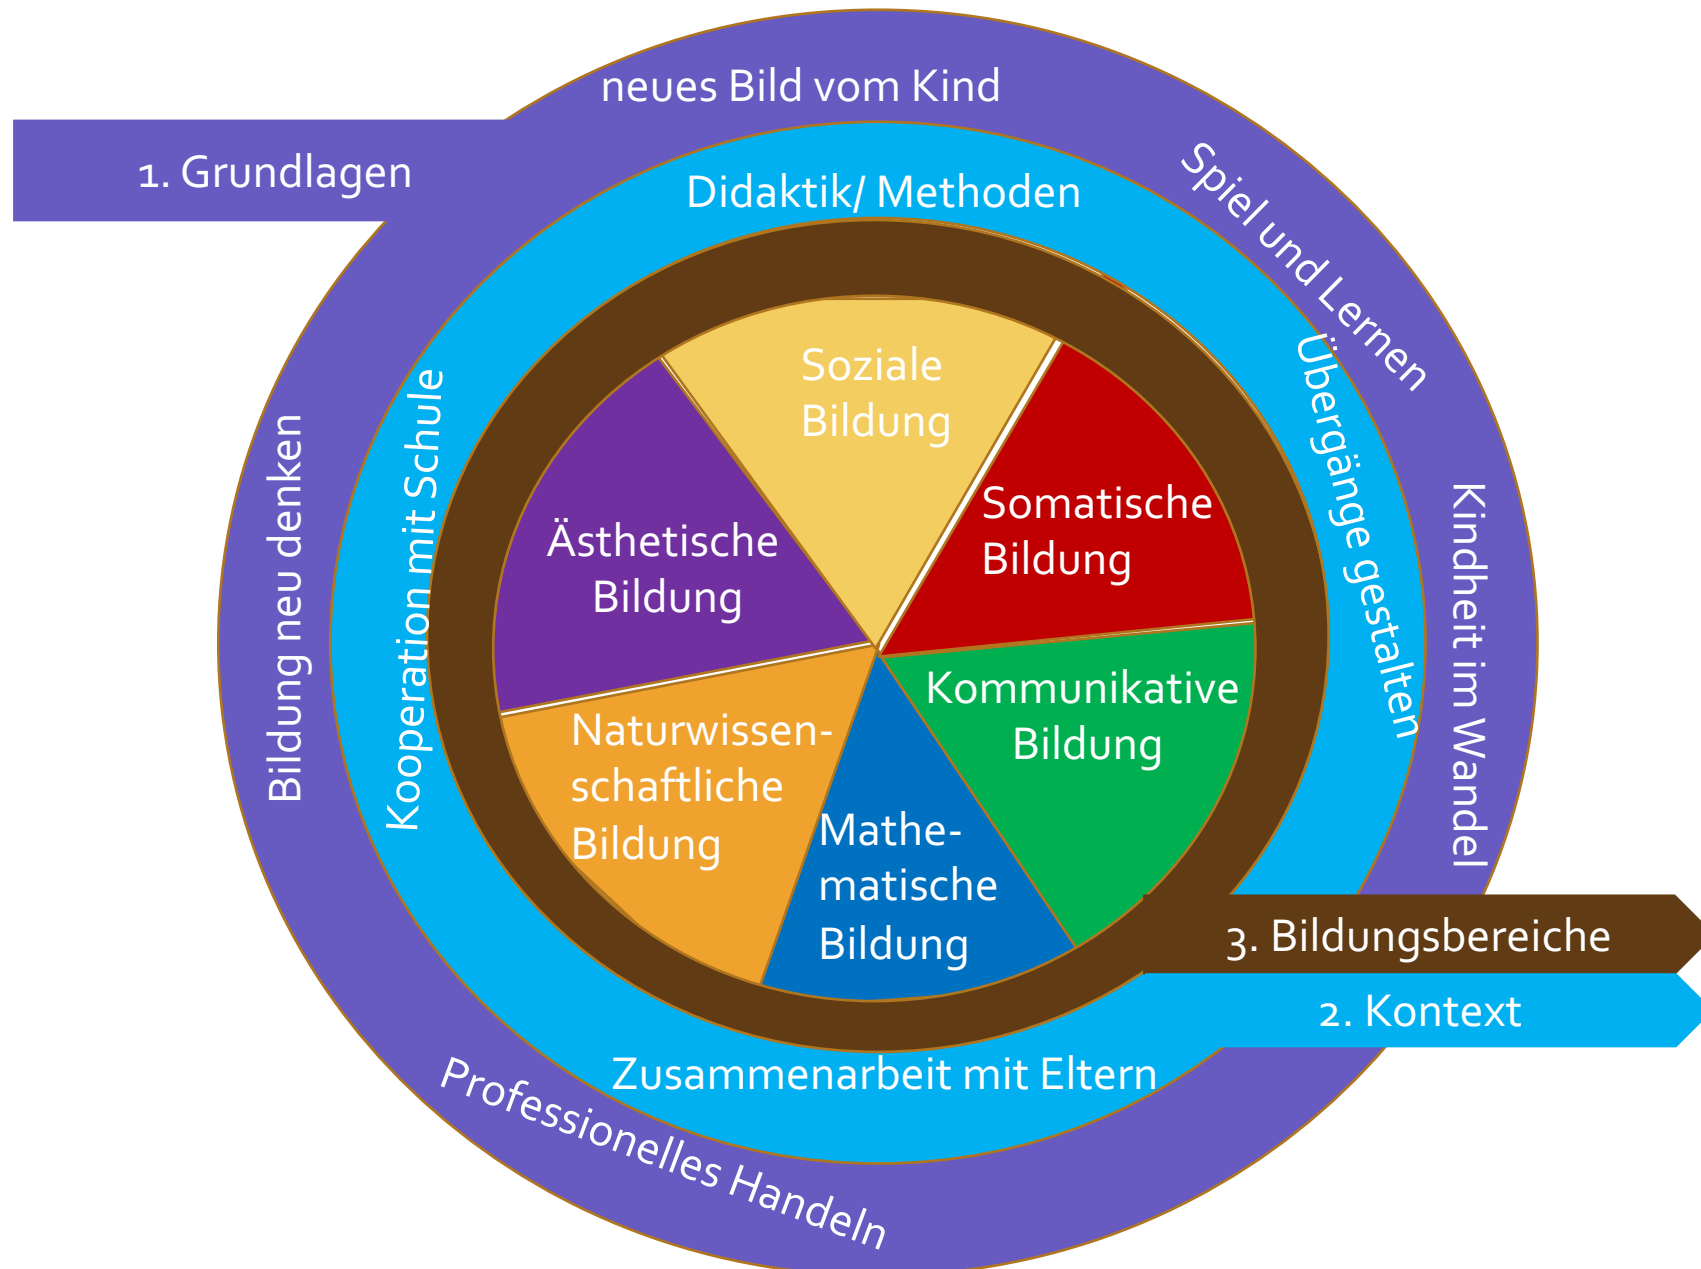 neues Bild vom Kind
1. Grundlagen
Spiel und Lernen
Didaktik/ Methoden
Übergänge gestalten
Kindheit im Wandel
Bildung neu denken
Kooperation mit Schule
Soziale
Bildung
Somatische
Bildung
Ästhetische
Bildung
Kommunikative
Bildung
Naturwissen-
schaftliche
Bildung
Mathe-
matische
Bildung
3. Bildungsbereiche
2. Kontext
Zusammenarbeit mit Eltern
Professionelles Handeln